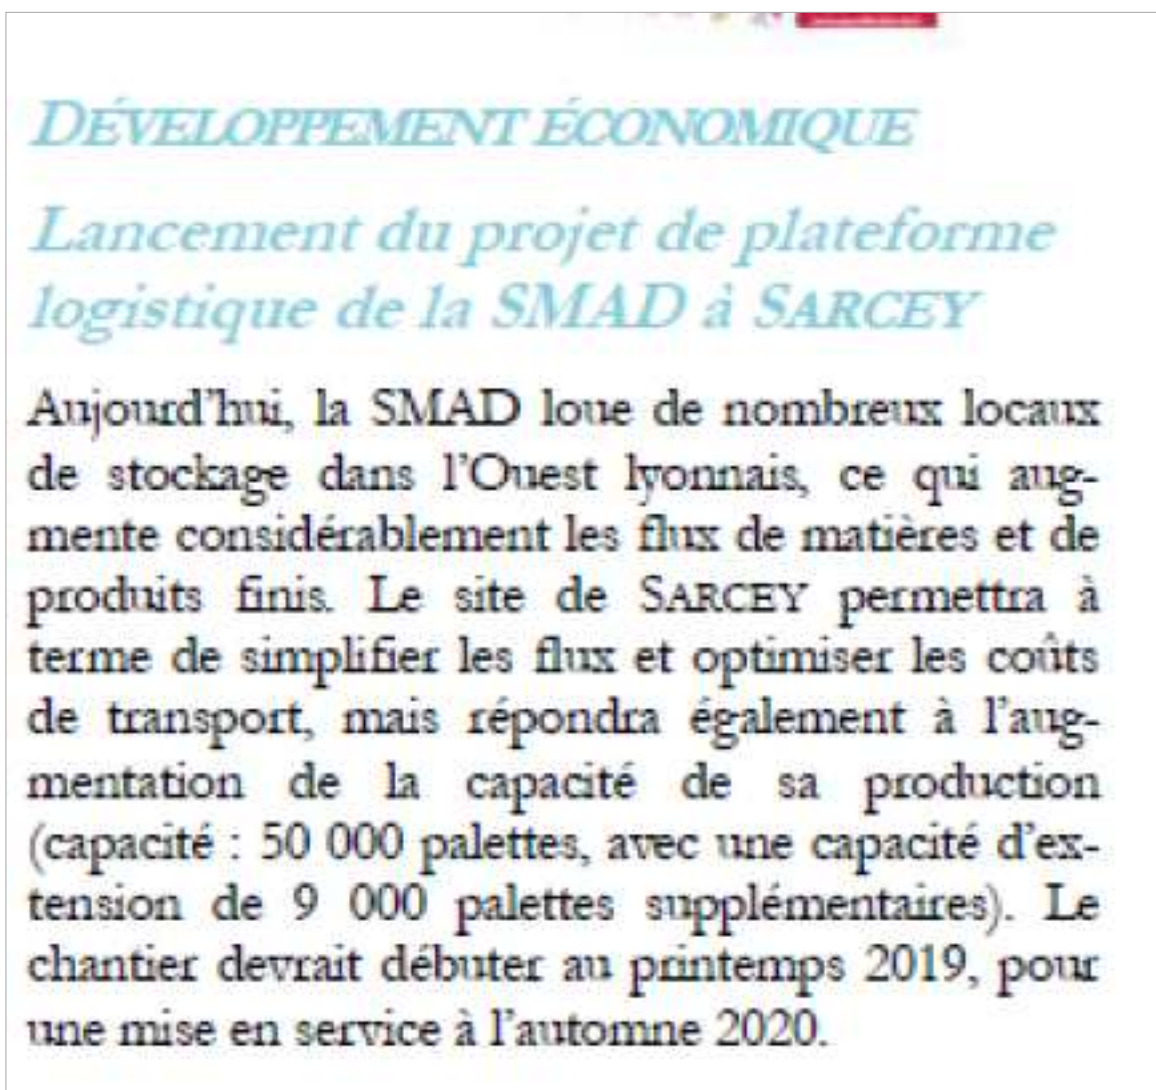 DÉVELOPPEMENT ÉCONOMIQUE
Lancement du projet de plateforme
logistique de la SMAD à SARCEY
Aujourd'hui, la SMAD loue de nombreux locaux
de stockage dans l'Ouest lyonnais, ce qui aug-
mente considérablement les flux de matières et de
produits finis. Le site de SARCEY permettra à
terme de simplifier les flux et optimiser les coûts
de transport, mais répondra également à l'aug-
mentation de la capacité de sa production
(capacité : 50 000 palettes, avec une capacité d'ex-
tension de 9 000 palettes supplémentaires). Le
chantier devrait débuter au printemps 2019, pour
une mise en service à l'automne 2020.